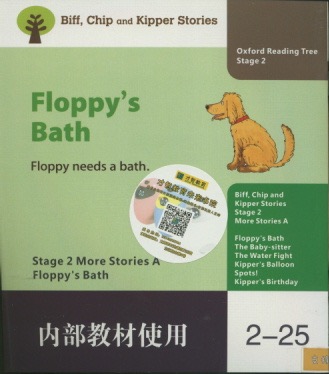 Biff, Chip and Kipper Stories
Oxford Reading Tree
Stage 2
Floppy's
Bath
Floppy needs a bath.
Biff, Chip and
Kipper Stories
Stage 2
More Stories A
Floppy's Bath
The Baby-sitter
The Water Fight
Kipper's Balloon
Spots!
Kipper's Birthday
Stage 2 More Stories A
Floppy's Bath
内部教材使用
2-25